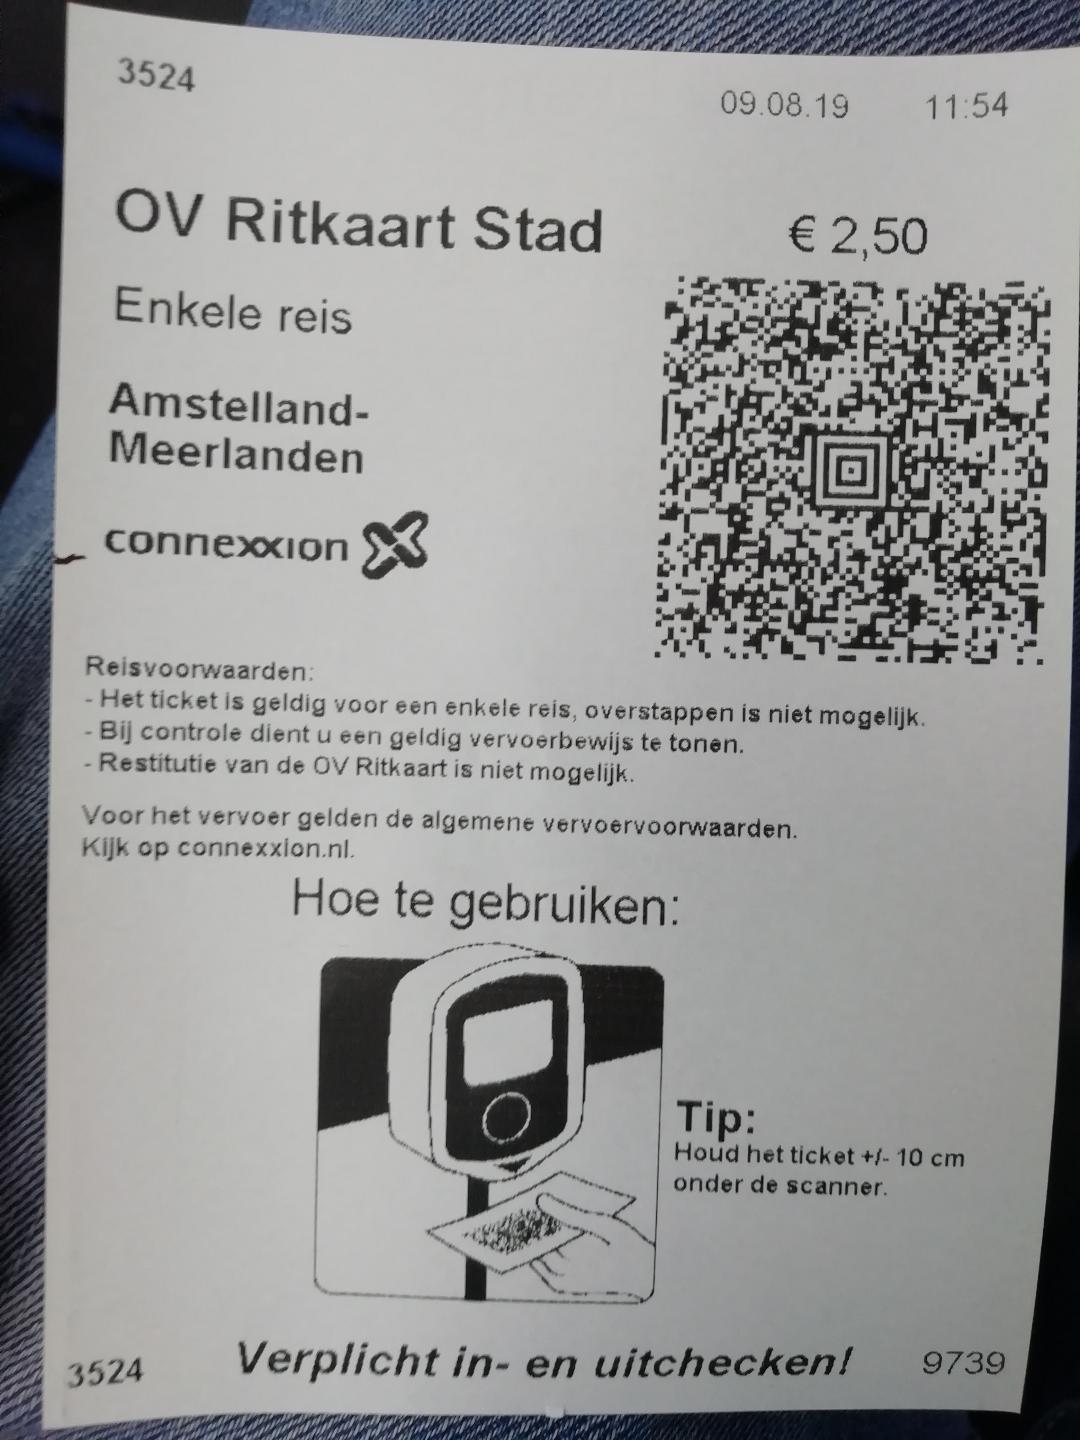 3524
09.08.19 11:54
OV Ritkaart Stad € 2,50
Enkele reis
Amstelland-
Meerlanden
connexxion
Reisvoorwaarden:
- Het ticket is geldig voor een enkele reis, overstappen is niet mogelijk.
- Bij controle dient u een geldig vervoerbewijs te tonen.
- Restitutie van de OV Ritkaart is niet mogelijk.
Voor het vervoer gelden de algemene vervoervoorwaarden.
Kijk op connexxion.nl.
Hoe te gebruiken:
Tip:
Houd het ticket +/- 10 cm
onder de scanner.
3524 Verplicht in- en uitchecken! 9739